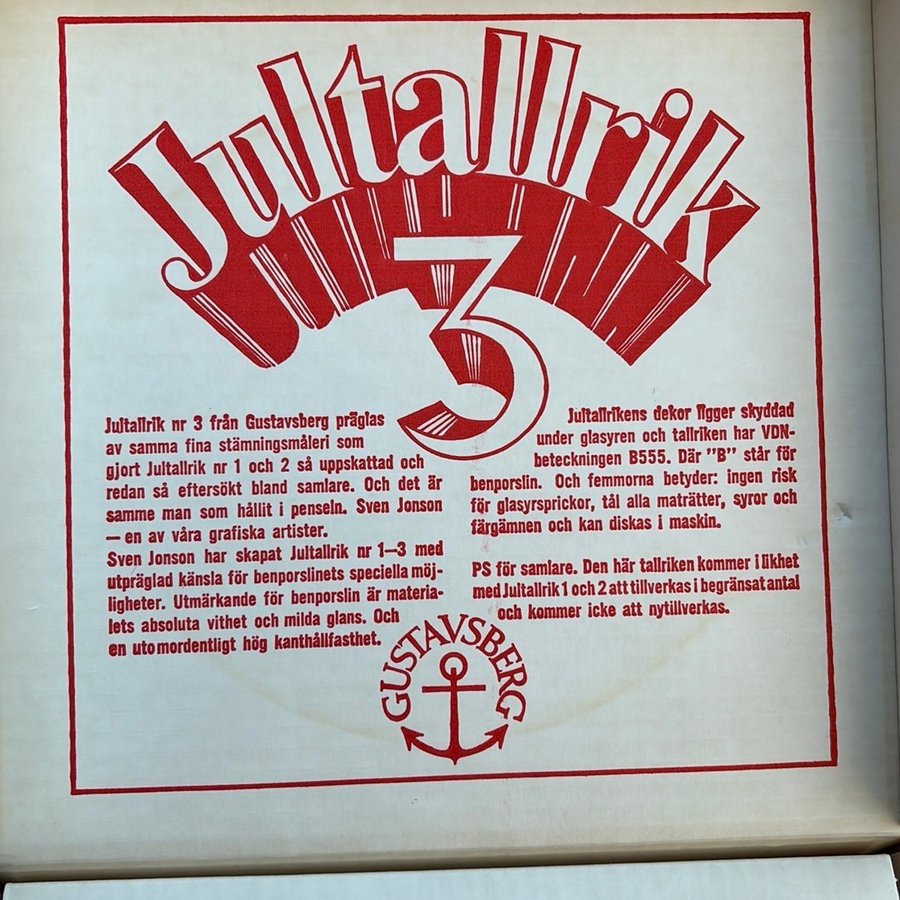 Jultallrik
3
Jultallrik nr 3 från Gustavsberg präglas
av samma fina stämningsmåleri som
gjort Jultallrik nr 1 och 2 så uppskattad och
redan så eftersökt bland samlare. Och det är
samme man som hållit i penseln. Sven Jonson
— en av våra grafiska artister.
Sven Jonson har skapat Jultallrik nr 1—3 med
utpräglad känsla för benporslinets speciella möj-
ligheter. Utmärkande för benporslin är materia-
lets absoluta vithet och milda glans. Och
en utomordentligt hög kanthållfasthet.
Jultallrikens dekor ligger skyddad
under glasyren och tallriken har VDN-
beteckningen B555. Där ”B” står för
benporslin. Och femmorna betyder: ingen risk
för glasyrsprickor, tål alla maträtter, syror och
färgämnen och kan diskas i maskin.
PS för samlare. Den här tallriken kommer i likhet
med Jultallrik 1 och 2 att tillverkas i begränsat antal
och kommer icke att nytillverkas.
GUSTAVSBERG